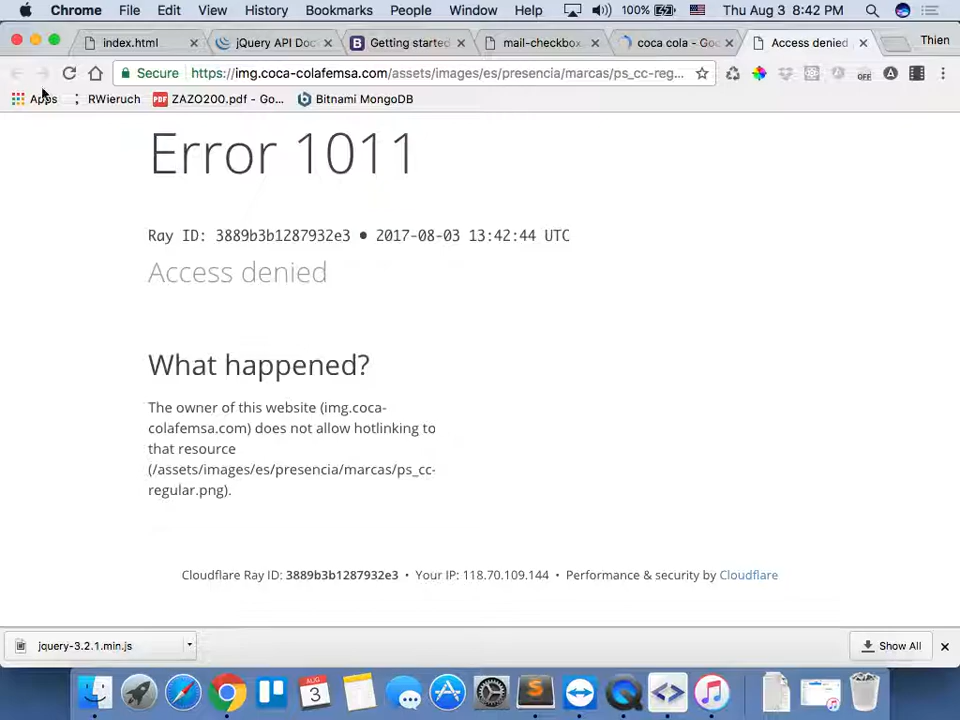 Chrome File Edit View History Bookmarks People Window Help 100% Thu Aug 3 8:42 PM
index.html jQuery API Doc Getting started mail-checkbox. coca cola - Goo Access denied Thien
Secure https://img.coca-colafemsa.com/assets/images/es/presencia/marcas/ps_cc-reg...
Apps RWieruch PDF ZAZO200.pdf - Go... Bitnami MongoDB
Error 1011
Ray ID: 3889b3b1287932e3 • 2017-08-03 13:42:44 UTC
Access denied
What happened?
The owner of this website (img.coca-
colafemsa.com) does not allow hotlinking to
that resource
(/assets/images/es/presencia/marcas/ps_cc-
regular.png).
Cloudflare Ray ID: 3889b3b1287932e3 • Your IP: 118.70.109.144 • Performance & security by Cloudflare
jquery-3.2.1.min.js Show All
AUG
3